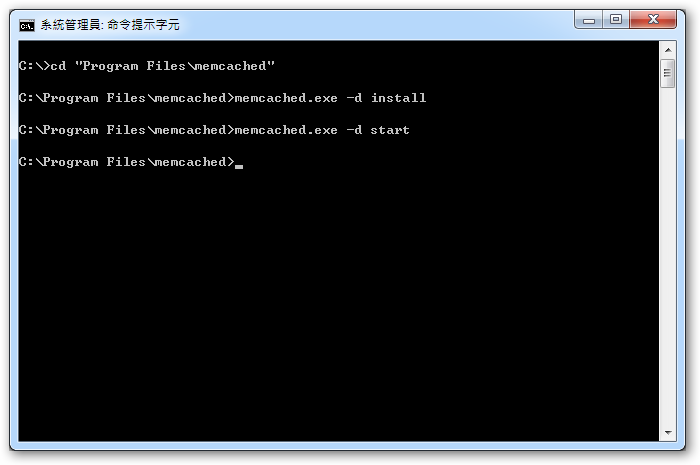 系統管理員: 命令提示字元
C:\>cd "Program Files\memcached"
C:\Program Files\memcached>memcached.exe -d install
C:\Program Files\memcached>memcached.exe -d start
C:\Program Files\memcached>